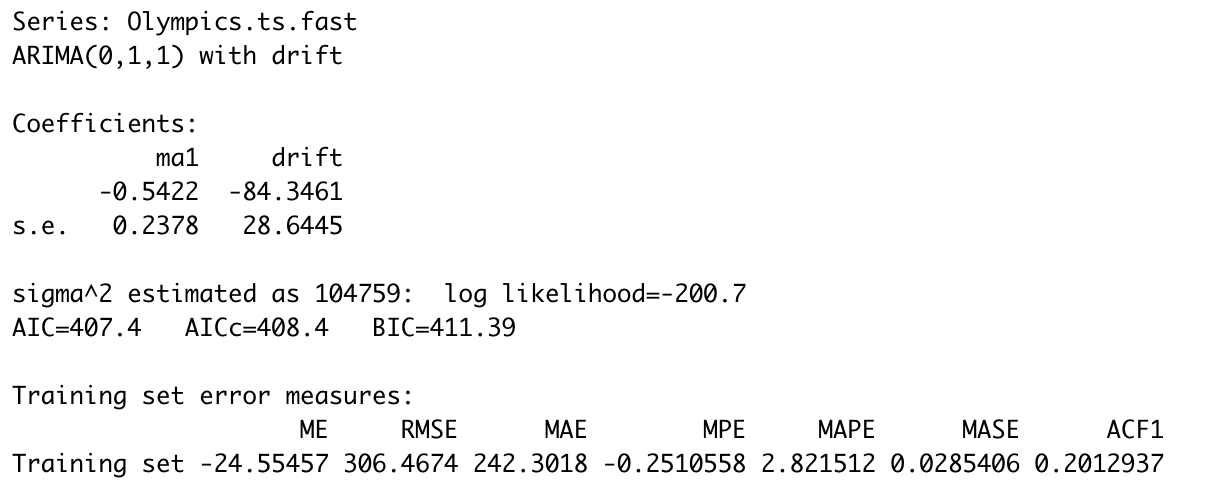 Series: Olympics.ts.fast
ARIMA(0,1,1) with drift
Coefficients:
ma1 drift
-0.5422 -84.3461
s.e. 0.2378 28.6445
sigma^2 estimated as 104759: log likelihood=-200.7
AIC=407.4 AICc=408.4 BIC=411.39
Training set error measures:
ME RMSE MAE MPE MAPE MASE ACF1
Training set -24.55457 306.4674 242.3018 -0.2510558 2.821512 0.0285406 0.2012937